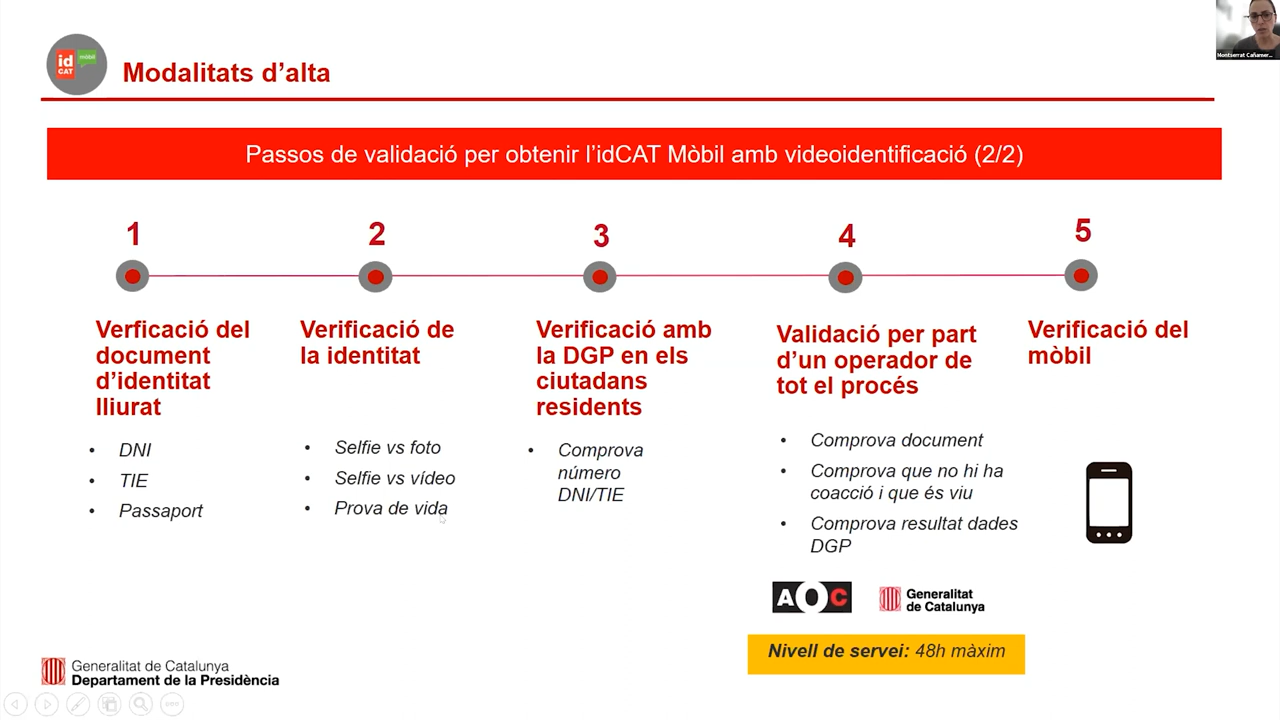 id
CAT
mòbil
Modalitats d’alta
Passos de validació per obtenir l’idCAT Mòbil amb videoidentificació (2/2)
1
2
3
4
5
Verficació del
document
d’identitat
lliurat
DNI
TIE
Passaport
Verificació de
la identitat
Selfie vs foto
Selfie vs vídeo
Prova de vida
Verificació amb
la DGP en els
ciutadans
residents
Comprova
número
DNI/TIE
Validació per part
d’un operador de
tot el procés
Comprova document
Comprova que no hi ha
coacció i que és viu
Comprova resultat dades
DGP
AOC
Generalitat
de Catalunya
Nivell de servei: 48h màxim
Verificació del
mòbil
Generalitat de Catalunya
Departament de la Presidència
Montserrat Cañamer...